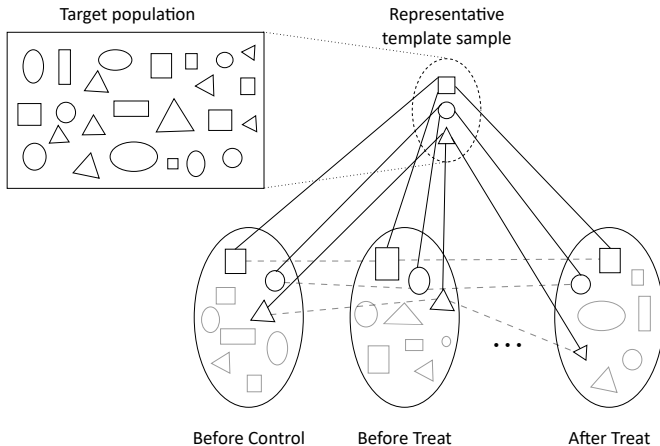 Target population
Representative
template sample
...
Before Control
Before Treat
After Treat